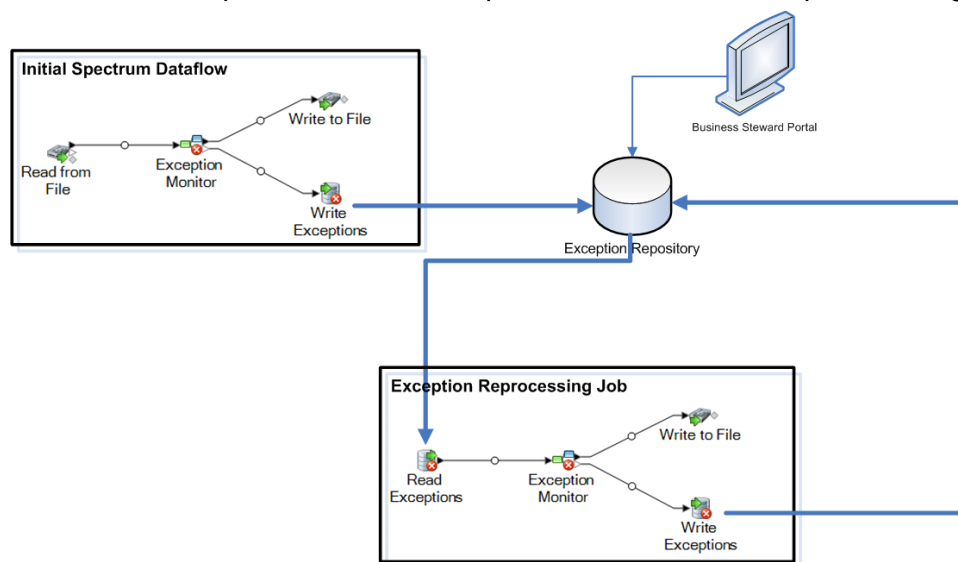 Initial Spectrum Dataflow
Write to File
Read from
File
Exception
Monitor
Write
Exceptions
Business Steward Portal
Exception Repository
Exception Reprocessing Job
Write to File
Read
Exceptions
Exception
Monitor
Write
Exceptions